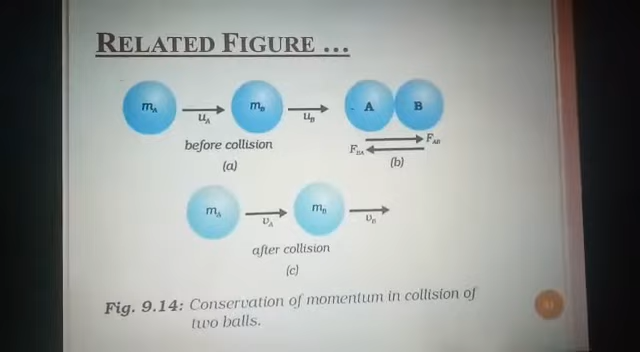 RELATED FIGURE ...
mA mB A B
uA uB
before collision FBA FAB
(a) (b)
mA mB
vA vB
after collision
(c)
Fig. 9.14: Conservation of momentum in collision of
two balls.